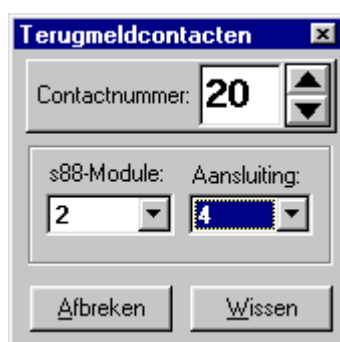 Terugmeldcontacten
Contactnummer: 20
s88-Module: Aansluiting:
2 4
Afbreken Wissen